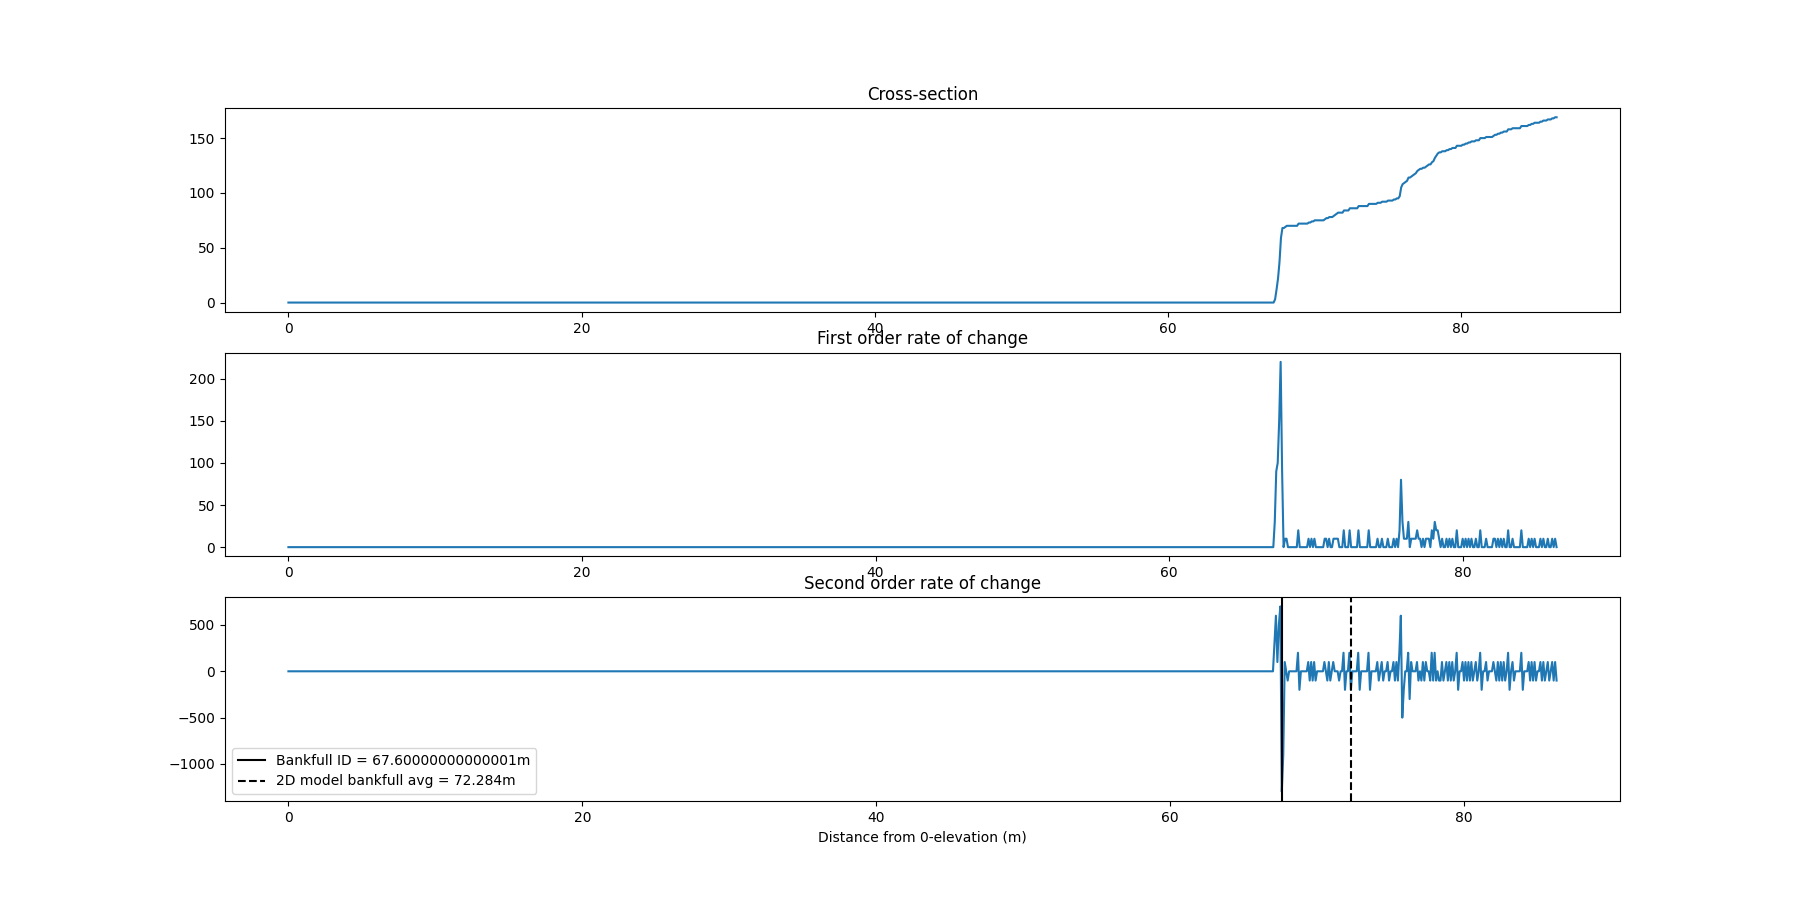 Cross-section
150
100
50
0
0 20 40 60 80
First order rate of change
200
150
100
50
0
0 20 40 60 80
Second order rate of change
500
0
−500
−1000
Bankfull ID = 67.60000000000001m
2D model bankfull avg = 72.284m
0 20 40 60 80
Distance from 0-elevation (m)